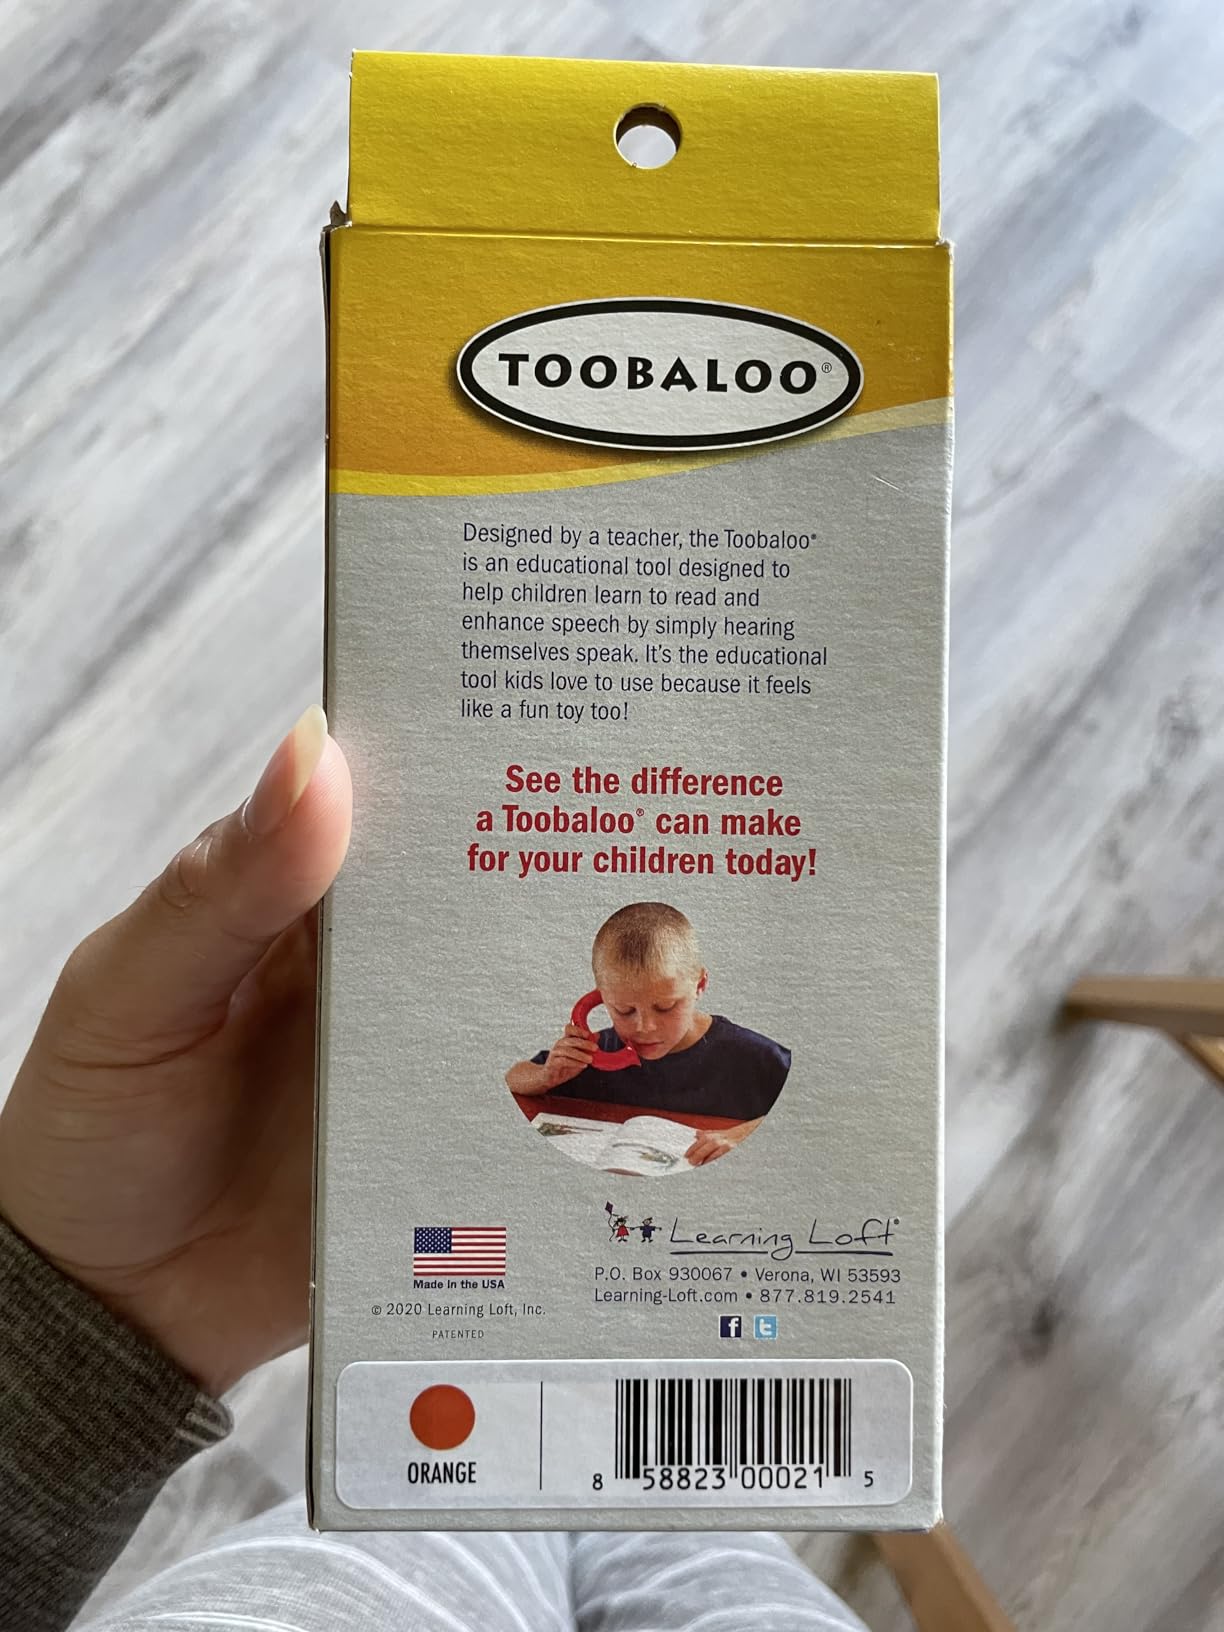 TOOBALOO®
Designed by a teacher, the Toobaloo®
is an educational tool designed to
help children learn to read and
enhance speech by simply hearing
themselves speak. It's the educational
tool kids love to use because it feels
like a fun toy too!
See the difference
a Toobaloo® can make
for your children today!
Made in the USA
© 2020 Learning Loft, Inc.
PATENTED
Learning Loft®
P.O. Box 930067 • Verona, WI 53593
Learning-Loft.com • 877.819.2541
f t
ORANGE
8 58823 00021 5